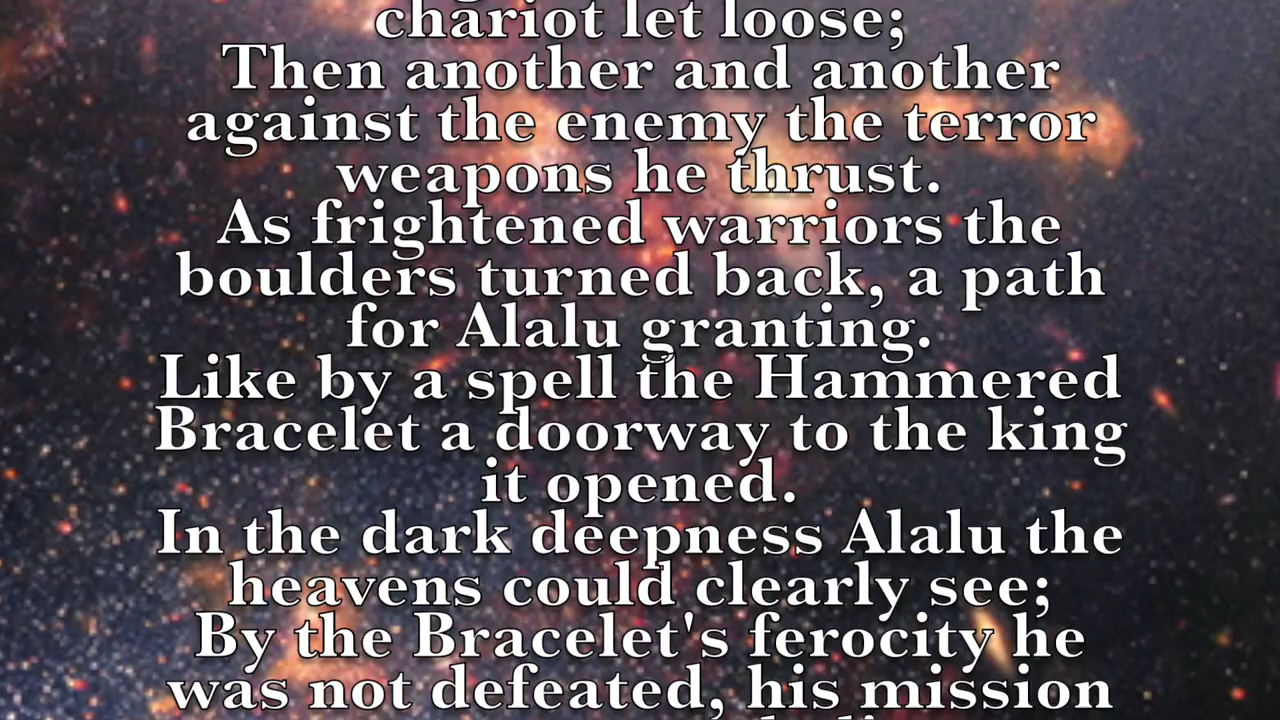 chariot let loose;
Then another and another
against the enemy the terror
weapons he thrust.
As frightened warriors the
boulders turned back, a path
for Alalu granting.
Like by a spell the Hammered
Bracelet a doorway to the king
it opened.
In the dark deepness Alalu the
heavens could clearly see;
By the Bracelet's ferocity he
was not defeated, his mission